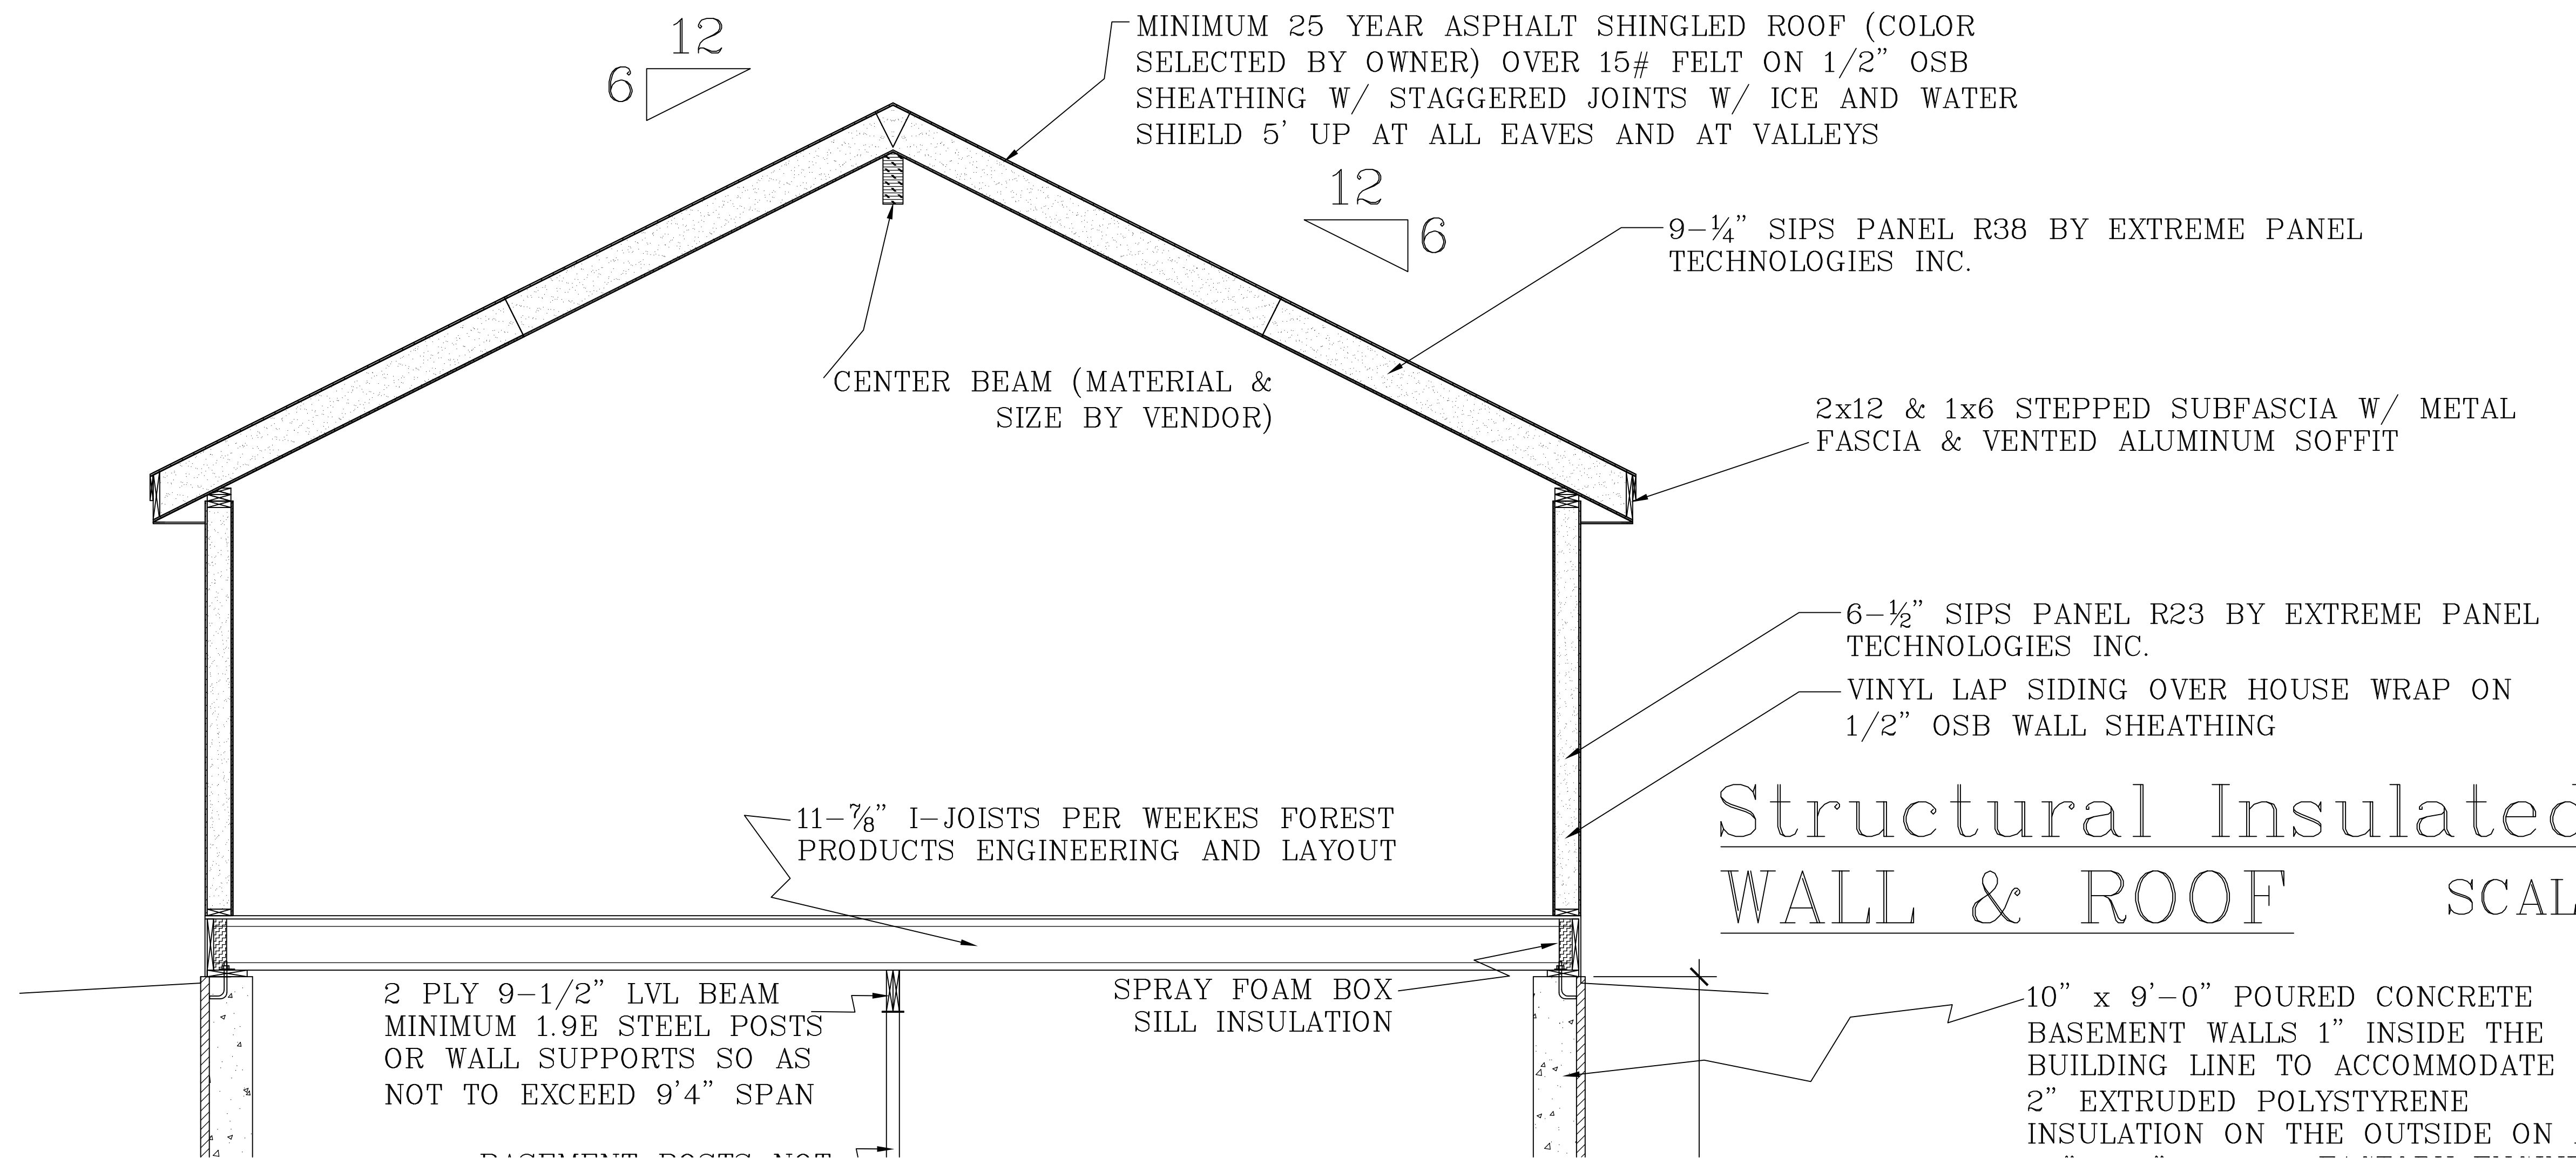 12
6
MINIMUM 25 YEAR ASPHALT SHINGLED ROOF (COLOR
SELECTED BY OWNER) OVER 15# FELT ON 1/2" OSB
SHEATHING W/ STAGGERED JOINTS W/ ICE AND WATER
SHIELD 5' UP AT ALL EAVES AND AT VALLEYS
12
6
9-¼" SIPS PANEL R38 BY EXTREME PANEL
TECHNOLOGIES INC.
CENTER BEAM (MATERIAL &
SIZE BY VENDOR)
2x12 & 1x6 STEPPED SUBFASCIA W/ METAL
FASCIA & VENTED ALUMINUM SOFFIT
6-½" SIPS PANEL R23 BY EXTREME PANEL
TECHNOLOGIES INC.
VINYL LAP SIDING OVER HOUSE WRAP ON
1/2" OSB WALL SHEATHING
11-⅞" I-JOISTS PER WEEKES FOREST
PRODUCTS ENGINEERING AND LAYOUT
Structural Insulated
WALL & ROOF SCAL
2 PLY 9-1/2" LVL BEAM
MINIMUM 1.9E STEEL POSTS
OR WALL SUPPORTS SO AS
NOT TO EXCEED 9'4" SPAN
SPRAY FOAM BOX
SILL INSULATION
10" x 9'-0" POURED CONCRETE
BASEMENT WALLS 1" INSIDE THE
BUILDING LINE TO ACCOMMODATE
2" EXTRUDED POLYSTYRENE
INSULATION ON THE OUTSIDE ON
BASEMENT POSTS NOT